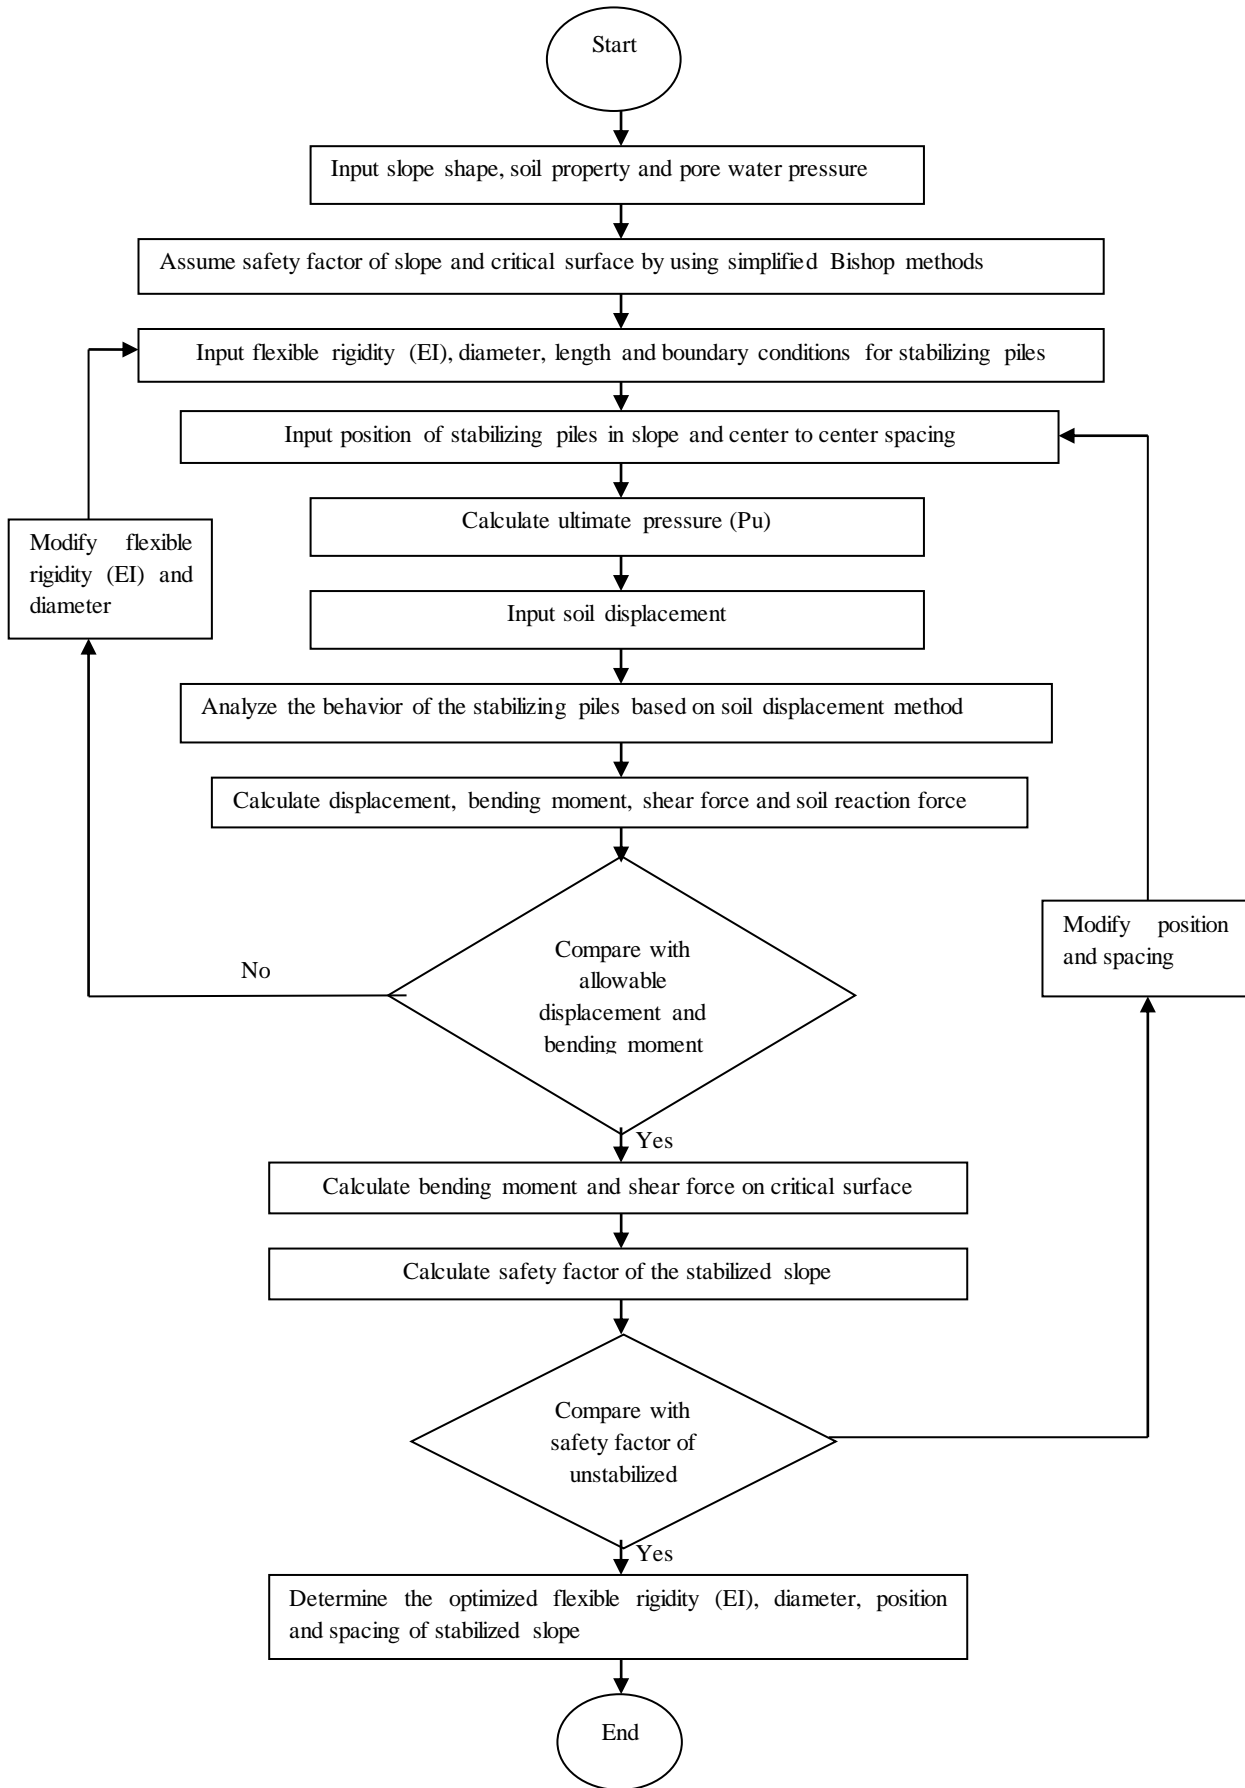 Start
Input slope shape, soil property and pore water pressure
Assume safety factor of slope and critical surface by using simplified Bishop methods
Input flexible rigidity (EI), diameter, length and boundary conditions for stabilizing piles
Input position of stabilizing piles in slope and center to center spacing
Calculate ultimate pressure (Pu)
Modify flexible
rigidity (EI) and
diameter
Input soil displacement
Analyze the behavior of the stabilizing piles based on soil displacement method
Calculate displacement, bending moment, shear force and soil reaction force
Modify position
and spacing
No
Compare with
allowable
displacement and
bending moment
Yes
Calculate bending moment and shear force on critical surface
Calculate safety factor of the stabilized slope
Compare with
safety factor of
unstabilized
Yes
Determine the optimized flexible rigidity (EI), diameter, position
and spacing of stabilized slope
End